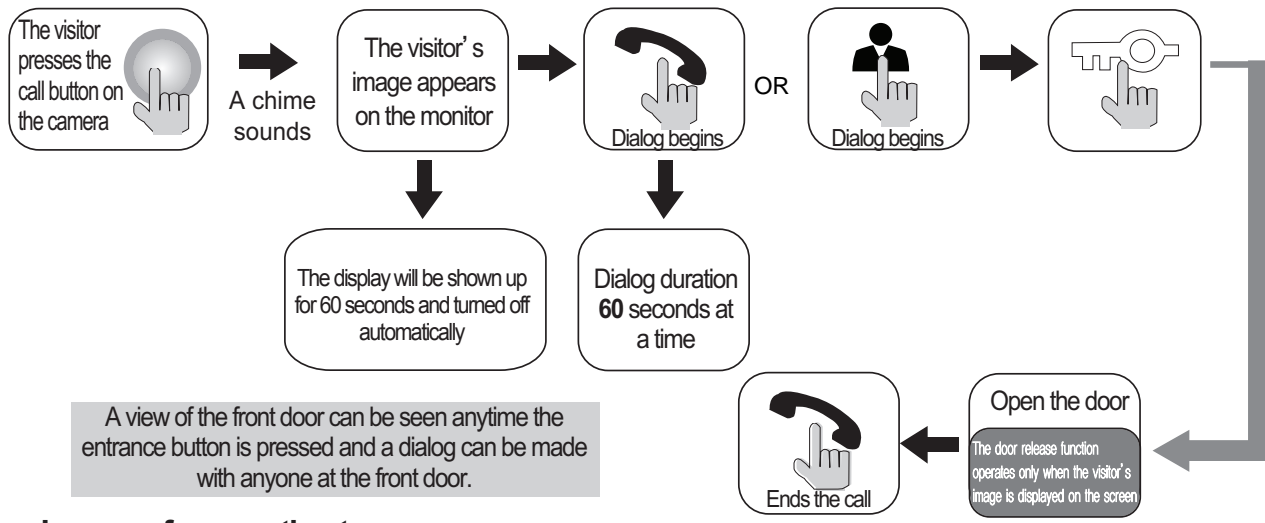 The visitor
presses the
call button on
the camera
A chime
sounds
The visitor's
image appears
on the monitor
Dialog begins
OR
Dialog begins
The display will be shown up
for 60 seconds and turned off
automatically
Dialog duration
60 seconds at
a time
A view of the front door can be seen anytime the
entrance button is pressed and a dialog can be made
with anyone at the front door.
Ends the call
Open the door
The door release function
operates only when the visitor's
image is displayed on the screen